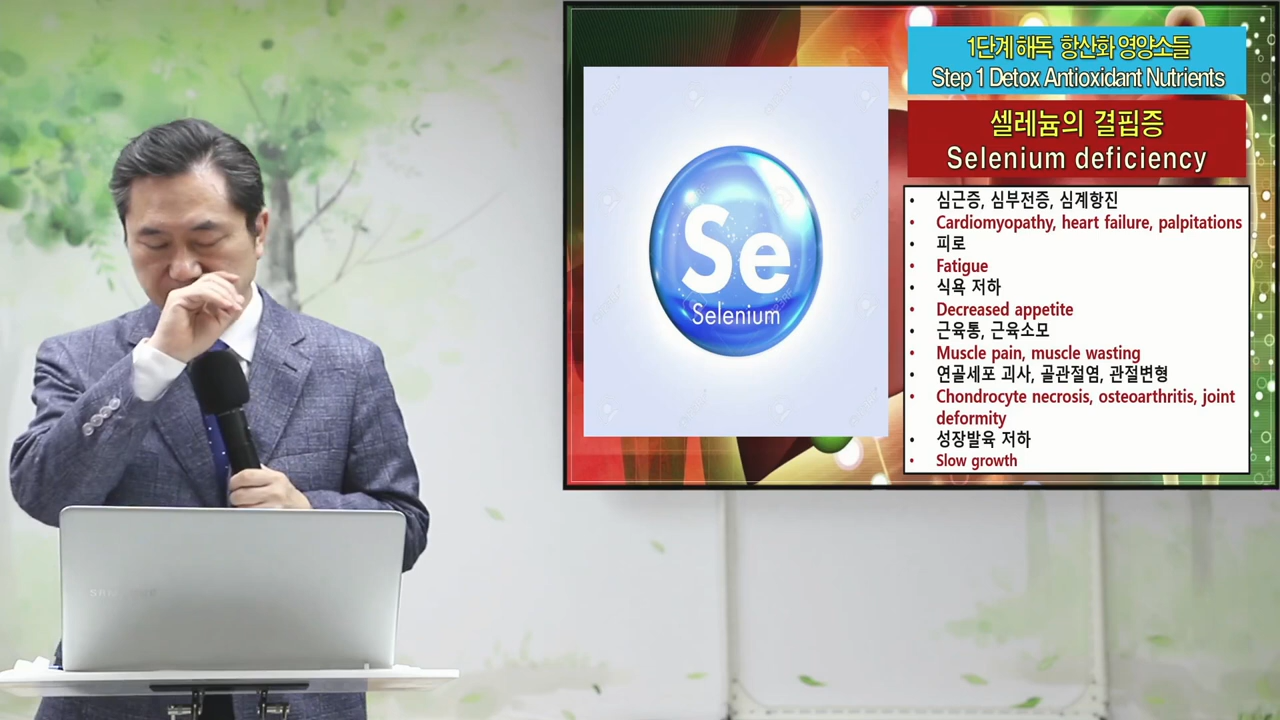 1단계 해독 항산화 영양소들
Step 1 Detox Antioxidant Nutrients
셀레늄의 결핍증
Selenium deficiency
Se
Selenium
• 심근증, 심부전증, 심계항진
• Cardiomyopathy, heart failure, palpitations
• 피로
• Fatigue
• 식욕 저하
• Decreased appetite
• 근육통, 근육소모
• Muscle pain, muscle wasting
• 연골세포 괴사, 골관절염, 관절변형
• Chondrocyte necrosis, osteoarthritis, joint
deformity
• 성장발육 저하
• Slow growth